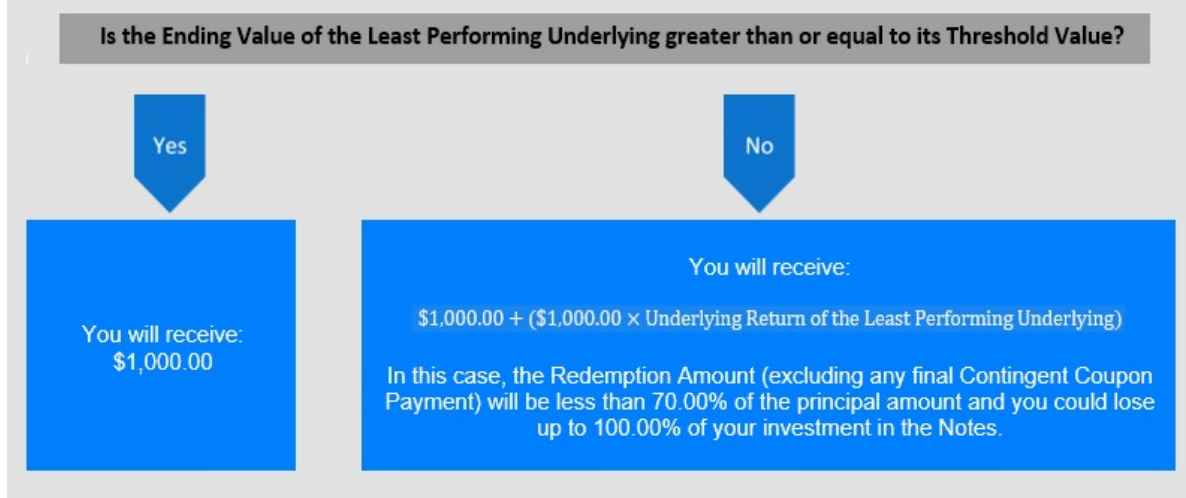 Is the Ending Value of the Least Performing Underlying greater than or equal to its Threshold Value?
Yes
No
You will receive:
$1,000.00
You will receive:
$1,000.00 + ($1,000.00 × Underlying Return of the Least Performing Underlying)
In this case, the Redemption Amount (excluding any final Contingent Coupon
Payment) will be less than 70.00% of the principal amount and you could lose
up to 100.00% of your investment in the Notes.